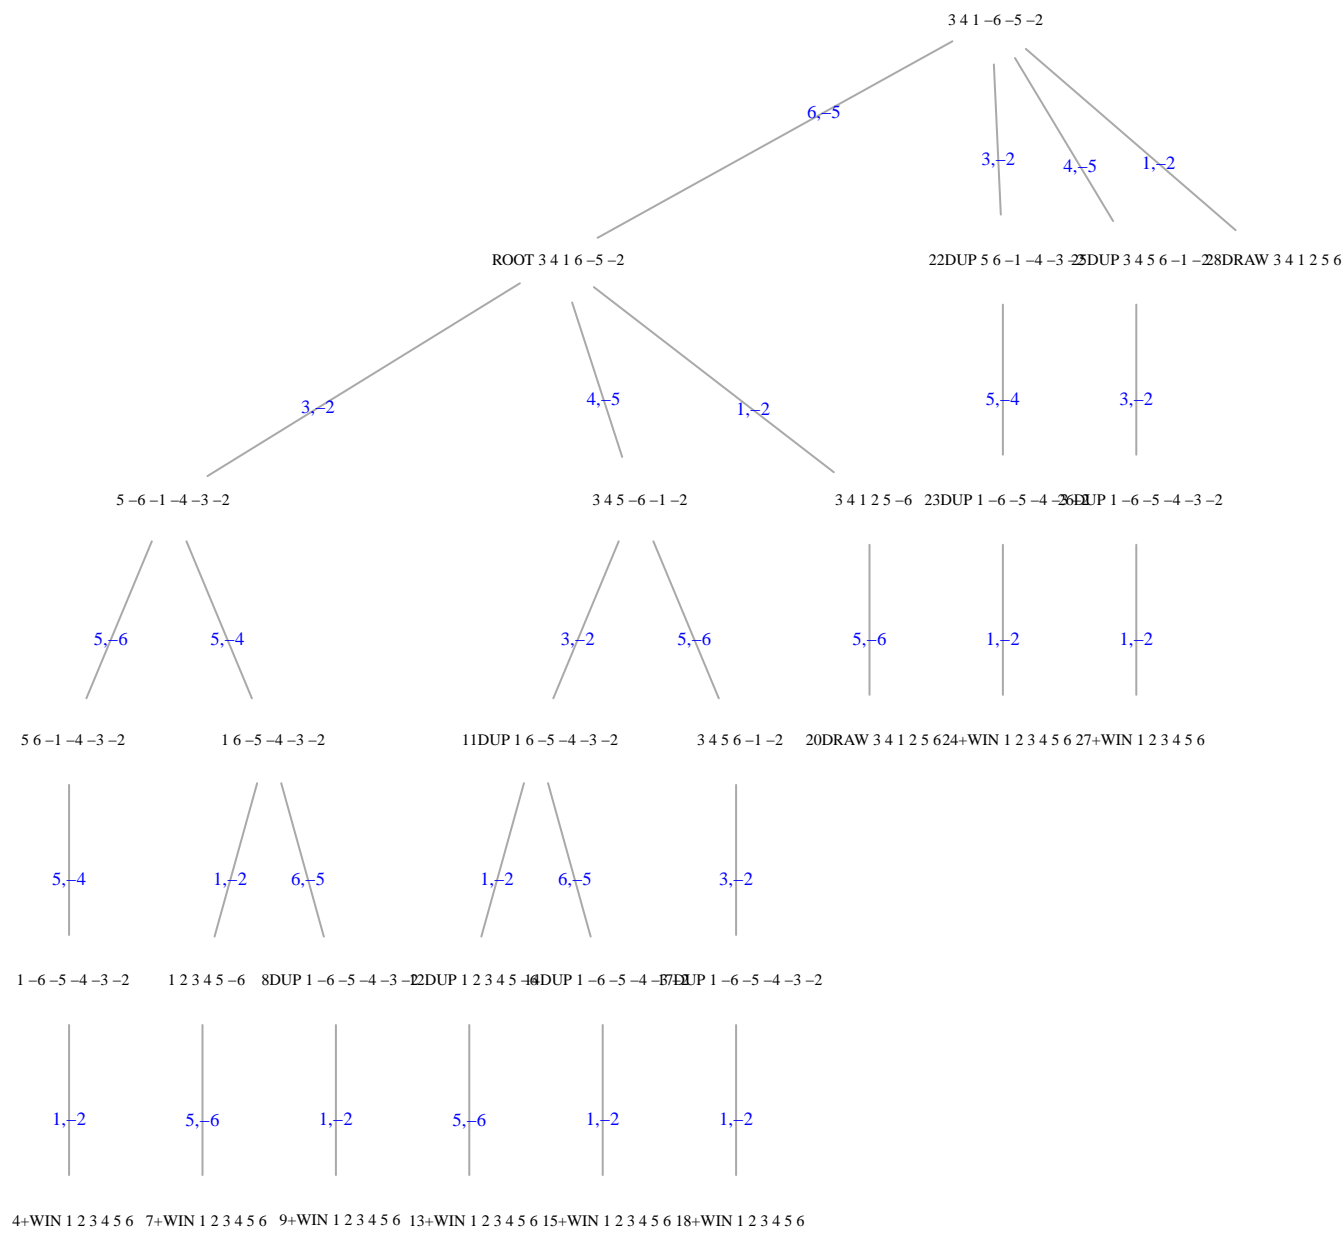 3 4 1 –6 –5 –2
6,–5
3,–2
4,–5
1,–2
ROOT 3 4 1 6 –5 –2
22DUP 5 6 –1 –4 –3 –2
25DUP 3 4 5 6 –1 –2
28DRAW 3 4 1 2 5 6
3,–2
4,–5
1,–2
5,–4
3,–2
5 –6 –1 –4 –3 –2
3 4 5 –6 –1 –2
3 4 1 2 5 –6
23DUP 1 –6 –5 –4 –3 –2
26DUP 1 –6 –5 –4 –3 –2
5,–6
5,–4
3,–2
5,–6
5,–6
1,–2
1,–2
5 6 –1 –4 –3 –2
1 6 –5 –4 –3 –2
11DUP 1 6 –5 –4 –3 –2
3 4 5 6 –1 –2
20DRAW 3 4 1 2 5 6
24+WIN 1 2 3 4 5 6
27+WIN 1 2 3 4 5 6
5,–4
1,–2
6,–5
1,–2
6,–5
3,–2
1 –6 –5 –4 –3 –2
1 2 3 4 5 –6
8DUP 1 –6 –5 –4 –3 –2
12DUP 1 2 3 4 5 –6
14DUP 1 –6 –5 –4 –3 –2
17DUP 1 –6 –5 –4 –3 –2
1,–2
5,–6
1,–2
5,–6
1,–2
1,–2
4+WIN 1 2 3 4 5 6
7+WIN 1 2 3 4 5 6
9+WIN 1 2 3 4 5 6
13+WIN 1 2 3 4 5 6
15+WIN 1 2 3 4 5 6
18+WIN 1 2 3 4 5 6